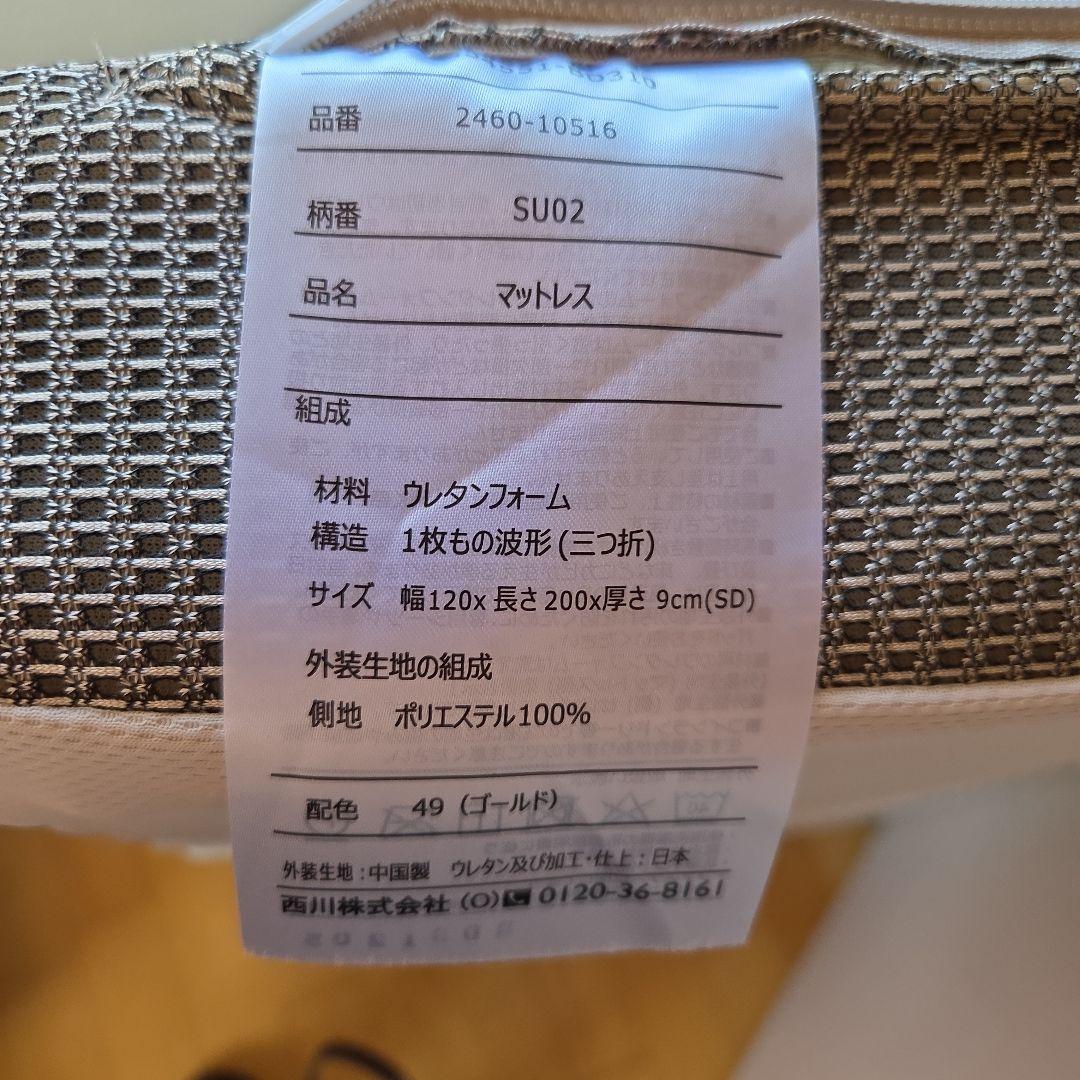 品番 2460-10516
柄番 SU02
品名 マットレス
組成
材料 ウレタンフォーム
構造 1枚もの波形(三つ折)
サイズ 幅120x長さ200x厚さ 9cm(SD)
外装生地の組成
側地 ポリエステル100%
配色 49 (ゴールド)
外装生地:中国製 ウレタン及び加工・仕上:日本
西川株式会社 (O) 0120-36-8161